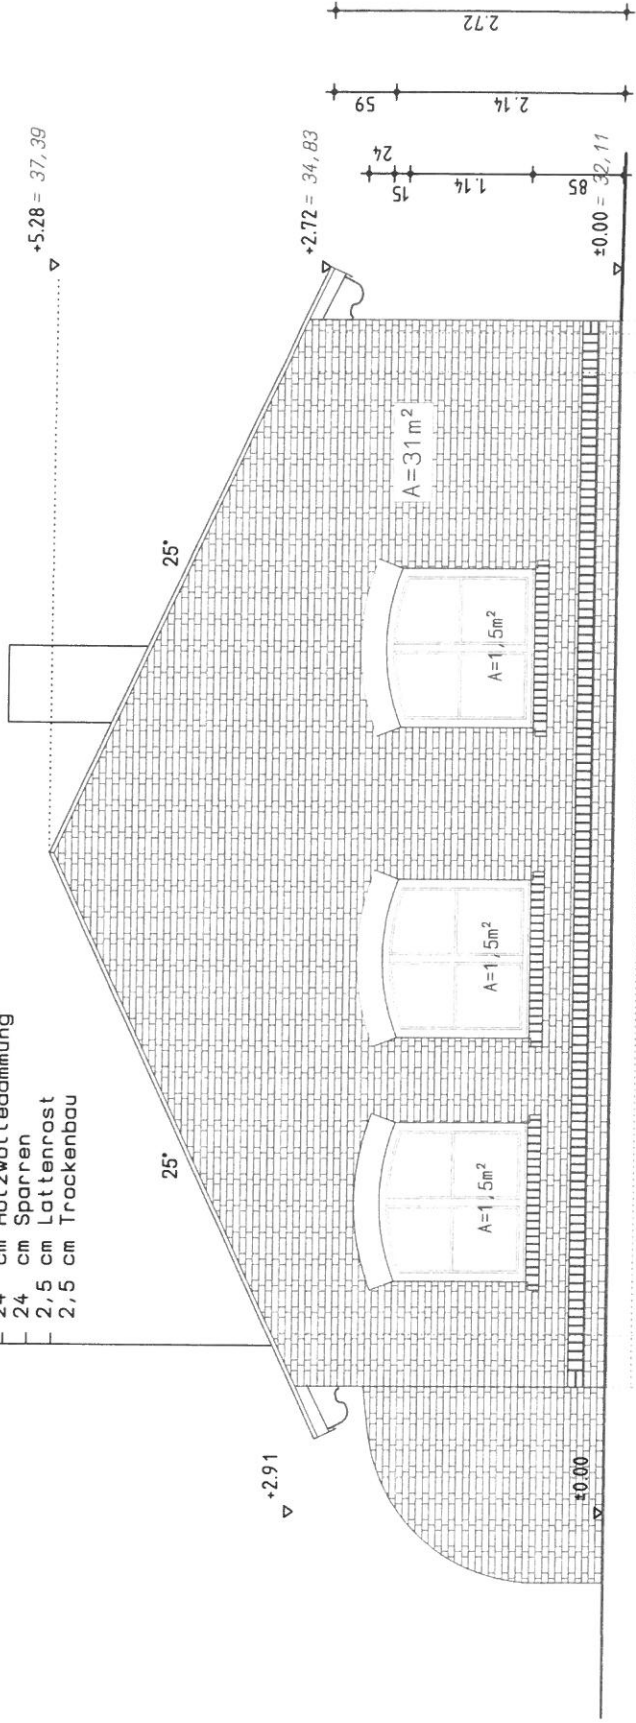 24 cm Holzwolledämmung
24 cm Sparren
2,5 cm Lattenrost
2,5 cm Trockenbau
+5.28 = 37,39
25°
25°
+2.91
+2.72 = 34,83
A=31m²
A=1,5m²
A=1,5m²
A=1,5m²
±0.00
±0.00 = 32,11
24
15
1.14
85
59
2.14
2.72